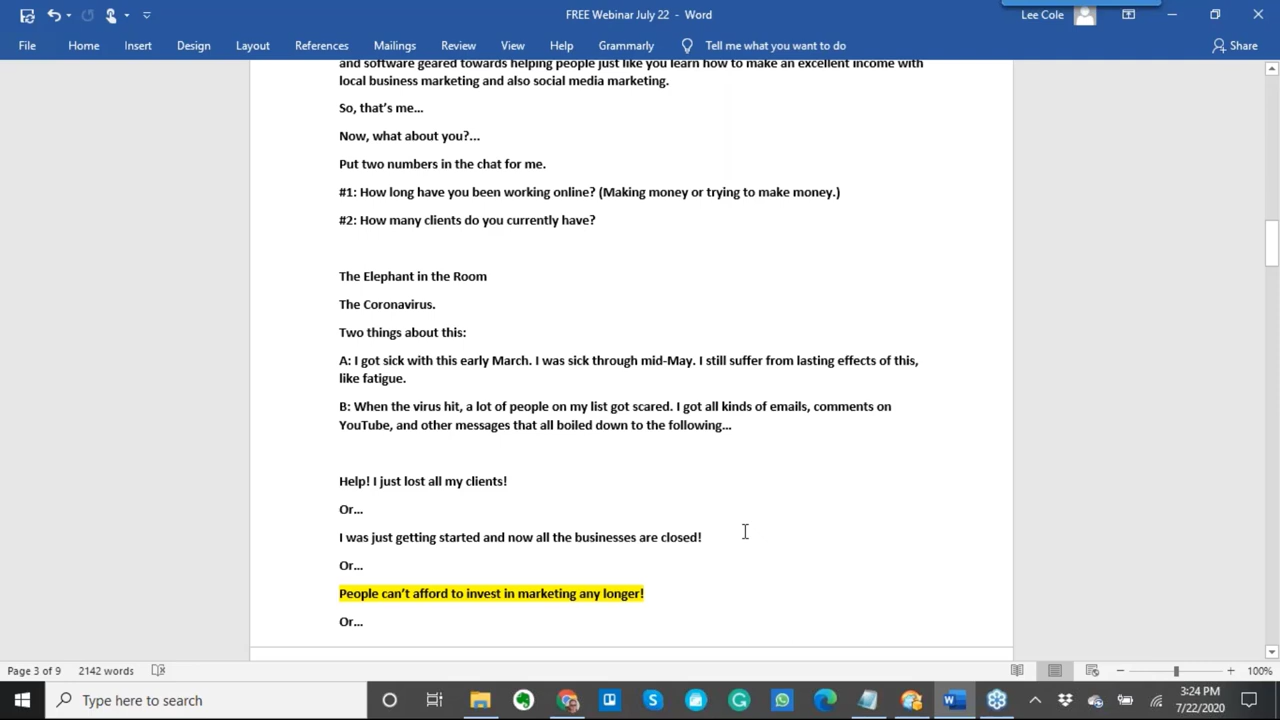 FREE Webinar July 22 - Word
Lee Cole
File Home Insert Design Layout References Mailings Review View Help Grammarly Tell me what you want to do Share
and software geared towards helping people just like you learn how to make an excellent income with
local business marketing and also social media marketing.
So, that's me...
Now, what about you?...
Put two numbers in the chat for me.
#1: How long have you been working online? (Making money or trying to make money.)
#2: How many clients do you currently have?
The Elephant in the Room
The Coronavirus.
Two things about this:
A: I got sick with this early March. I was sick through mid-May. I still suffer from lasting effects of this,
like fatigue.
B: When the virus hit, a lot of people on my list got scared. I got all kinds of emails, comments on
YouTube, and other messages that all boiled down to the following...
Help! I just lost all my clients!
Or...
I was just getting started and now all the businesses are closed!
Or...
People can't afford to invest in marketing any longer!
Or...
Page 3 of 9 2142 words 100%
Type here to search
3:24 PM
7/22/2020